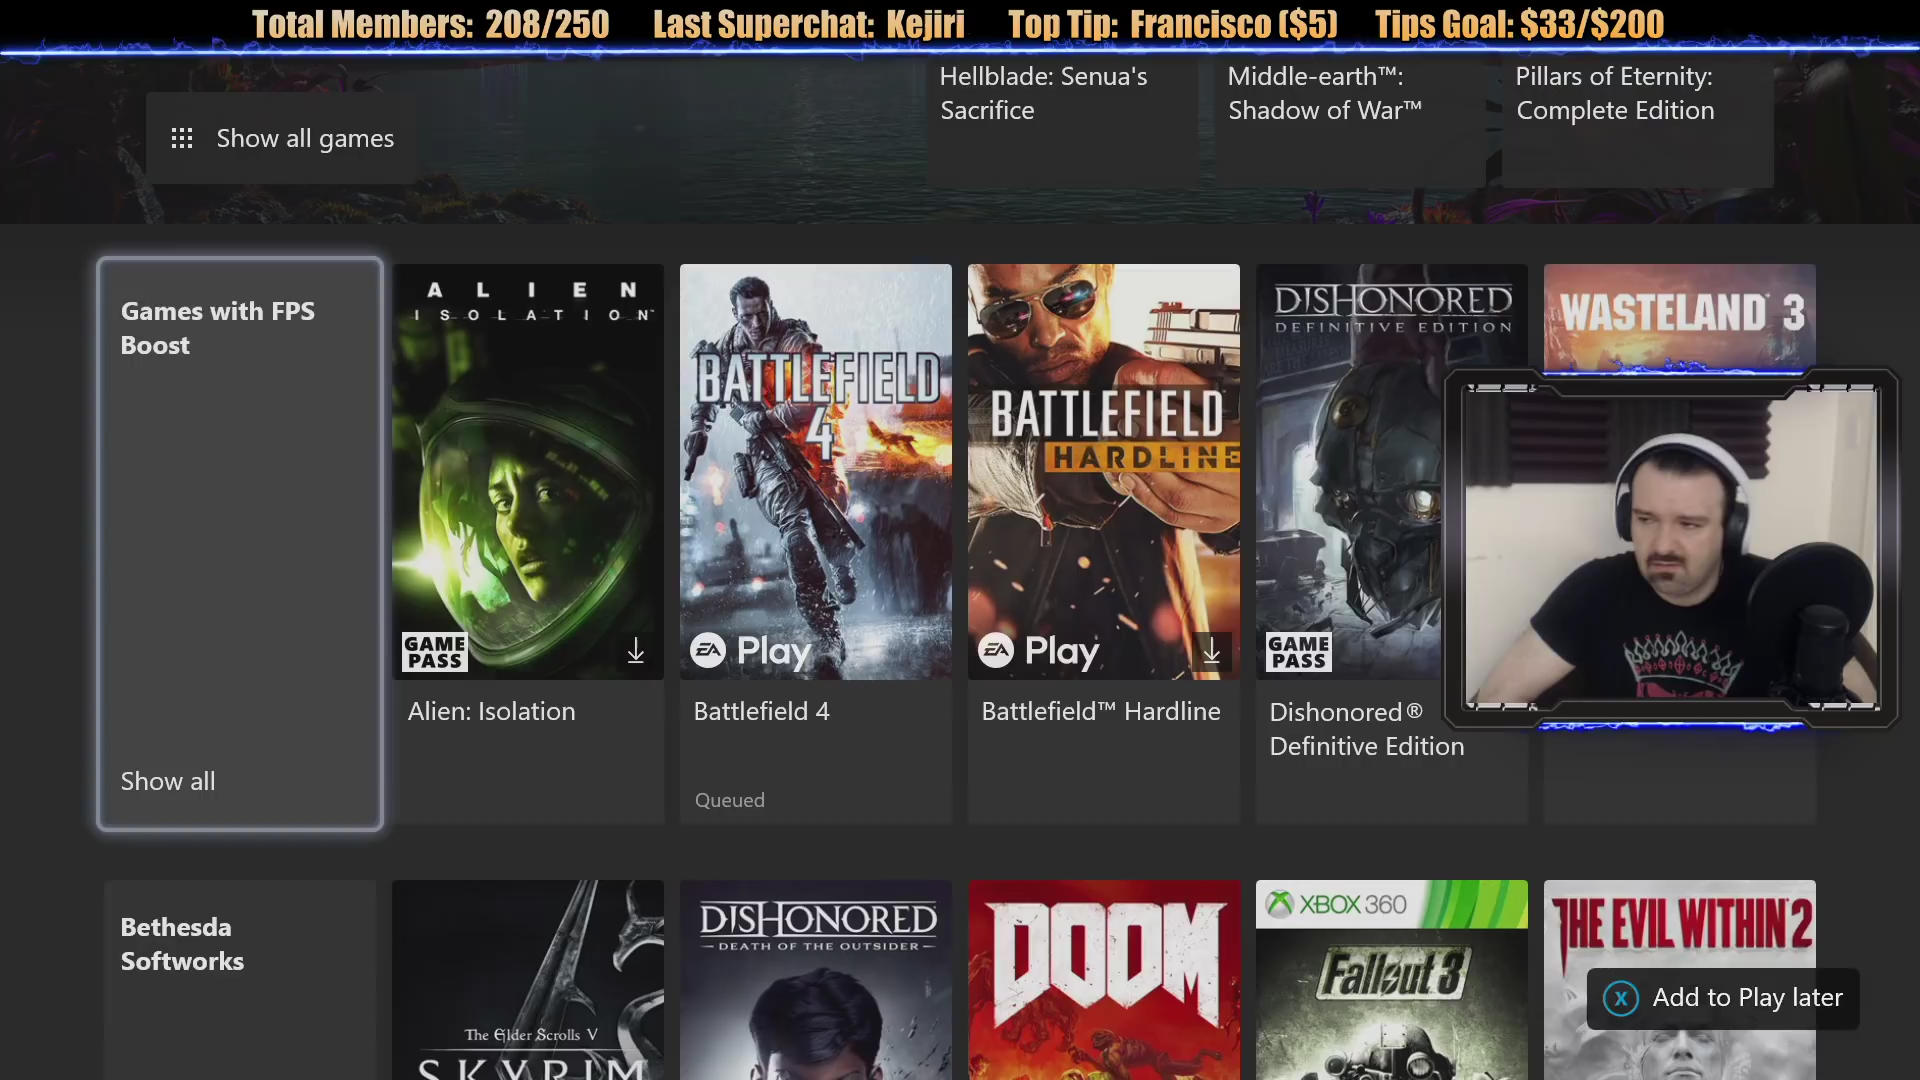 Total Members: 208/250 Last Superchat: Kejiri Top Tip: Francisco ($5) Tips Goal: $33/$200
Show all games
Hellblade: Senua's
Sacrifice
Middle-earth™:
Shadow of War™
Pillars of Eternity:
Complete Edition
Games with FPS
Boost
Show all
ALIEN
ISOLATION™
GAME
PASS
Alien: Isolation
BATTLEFIELD
4
EA Play
Battlefield 4
Queued
BATTLEFIELD
HARDLINE
EA Play
Battlefield™ Hardline
DISHONORED
DEFINITIVE EDITION
GAME
PASS
Dishonored®
Definitive Edition
WASTELAND 3
Bethesda
Softworks
The Elder Scrolls V
SKYRIM
DISHONORED
DEATH OF THE OUTSIDER
DOOM
XBOX 360
Fallout 3
THE EVIL WITHIN 2
X Add to Play later